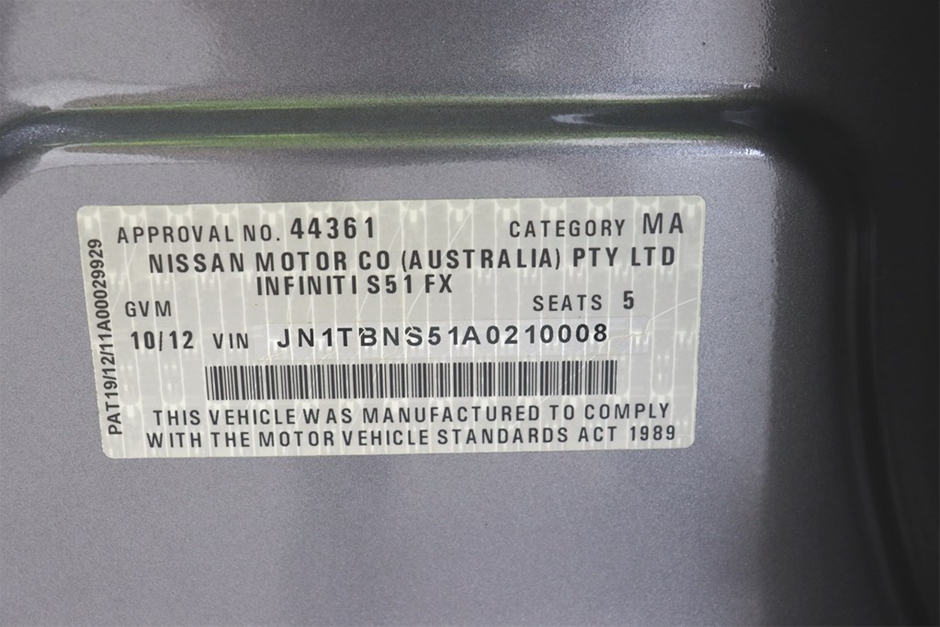 APPROVAL NO. 44361 CATEGORY MA
NISSAN MOTOR CO (AUSTRALIA) PTY LTD
INFINITI S51 FX
GVM SEATS 5
10/12 VIN JN1TBNS51A0210008
THIS VEHICLE WAS MANUFACTURED TO COMPLY
WITH THE MOTOR VEHICLE STANDARDS ACT 1989
PAT19/12/11A00029929